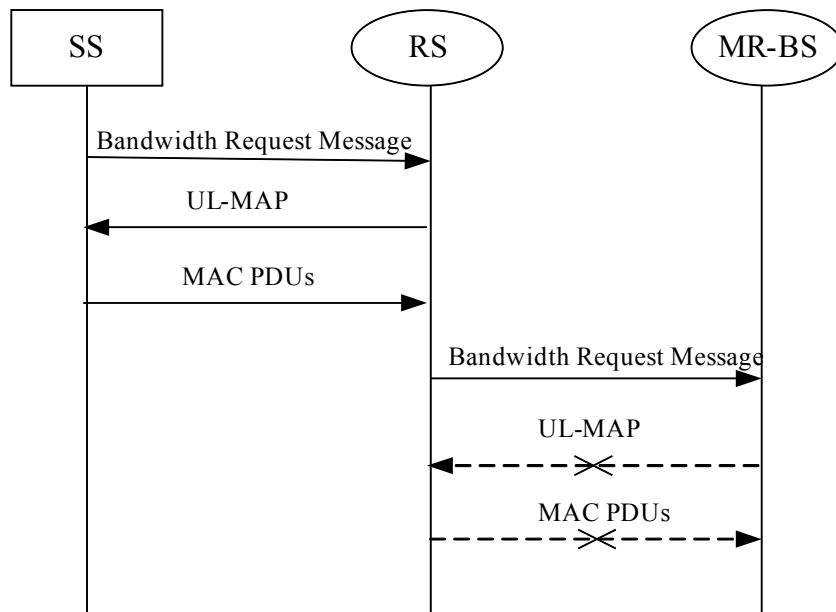 SS
RS
MR-BS
Bandwidth Request Message
UL-MAP
MAC PDUs
Bandwidth Request Message
UL-MAP
MAC PDUs